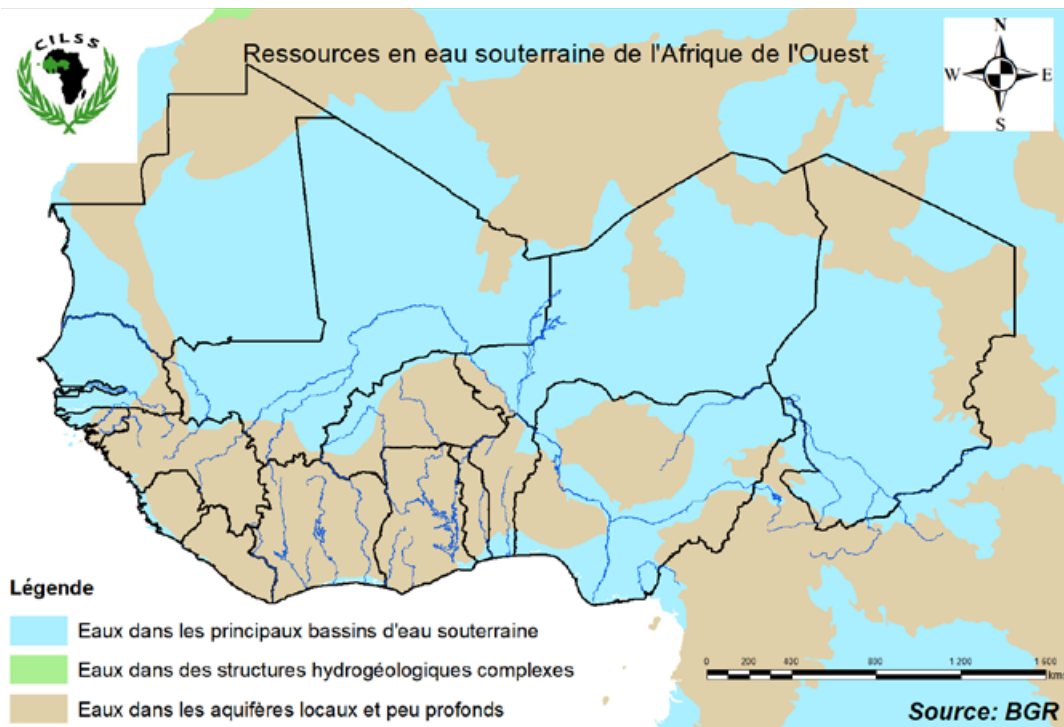 CILSS
Ressources en eau souterraine de l'Afrique de l'Ouest
N
W E
S
Légende
Eaux dans les principaux bassins d'eau souterraine
Eaux dans des structures hydrogéologiques complexes
Eaux dans les aquifères locaux et peu profonds
0 200 400 800 1 200 1 600
kms
Source: BGR